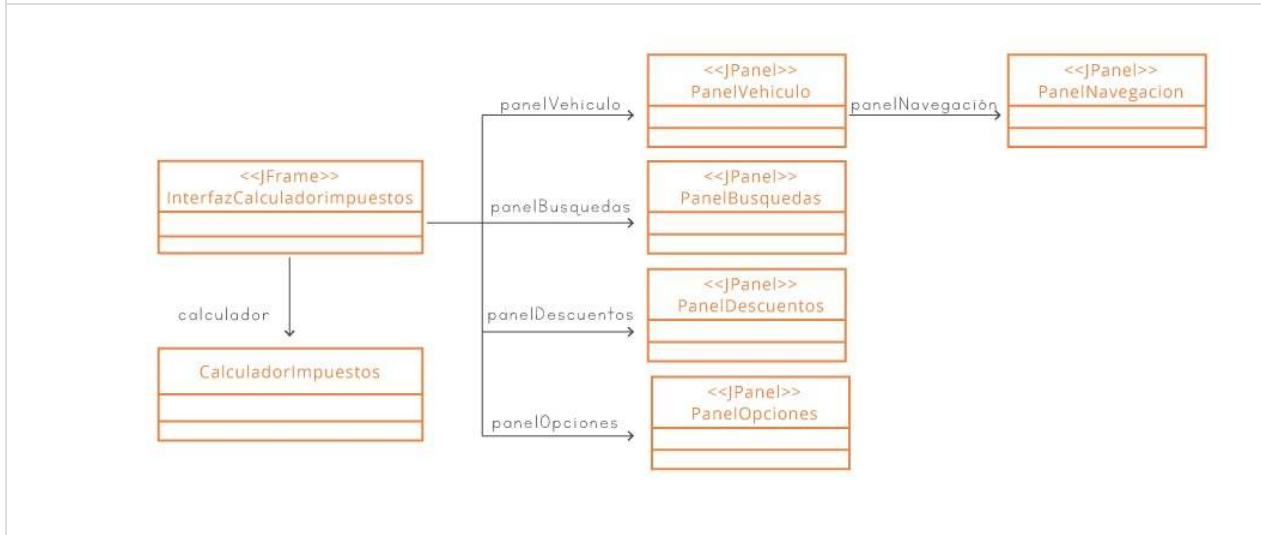 <<JPanel>>
PanelVehiculo
<<JPanel>>
PanelNavegacion
panelVehiculo
panelNavegación
<<JFrame>>
InterfazCalculadorimpuestos
<<JPanel>>
PanelBusquedas
panelBusquedas
<<JPanel>>
PanelDescuentos
calculador
panelDescuentos
CalculadorImpuestos
<<JPanel>>
PanelOpciones
panelOpciones